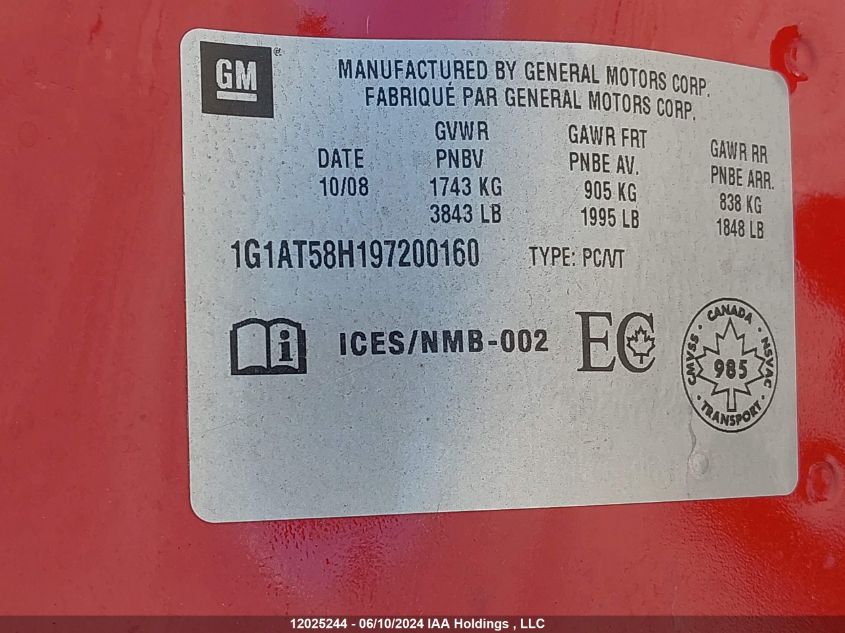 GM ®
MANUFACTURED BY GENERAL MOTORS CORP.
FABRIQUÉ PAR GENERAL MOTORS CORP.
GVWR GAWR FRT GAWR RR
DATE PNBV PNBE AV. PNBE ARR.
10/08 1743 KG 905 KG 838 KG
3843 LB 1995 LB 1848 LB
1G1AT58H197200160 TYPE: PC/VT
i ICES/NMB-002 EC
CANADA
CMVSS 985 NSVAC
TRANSPORT
12025244 - 06/10/2024 IAA Holdings , LLC